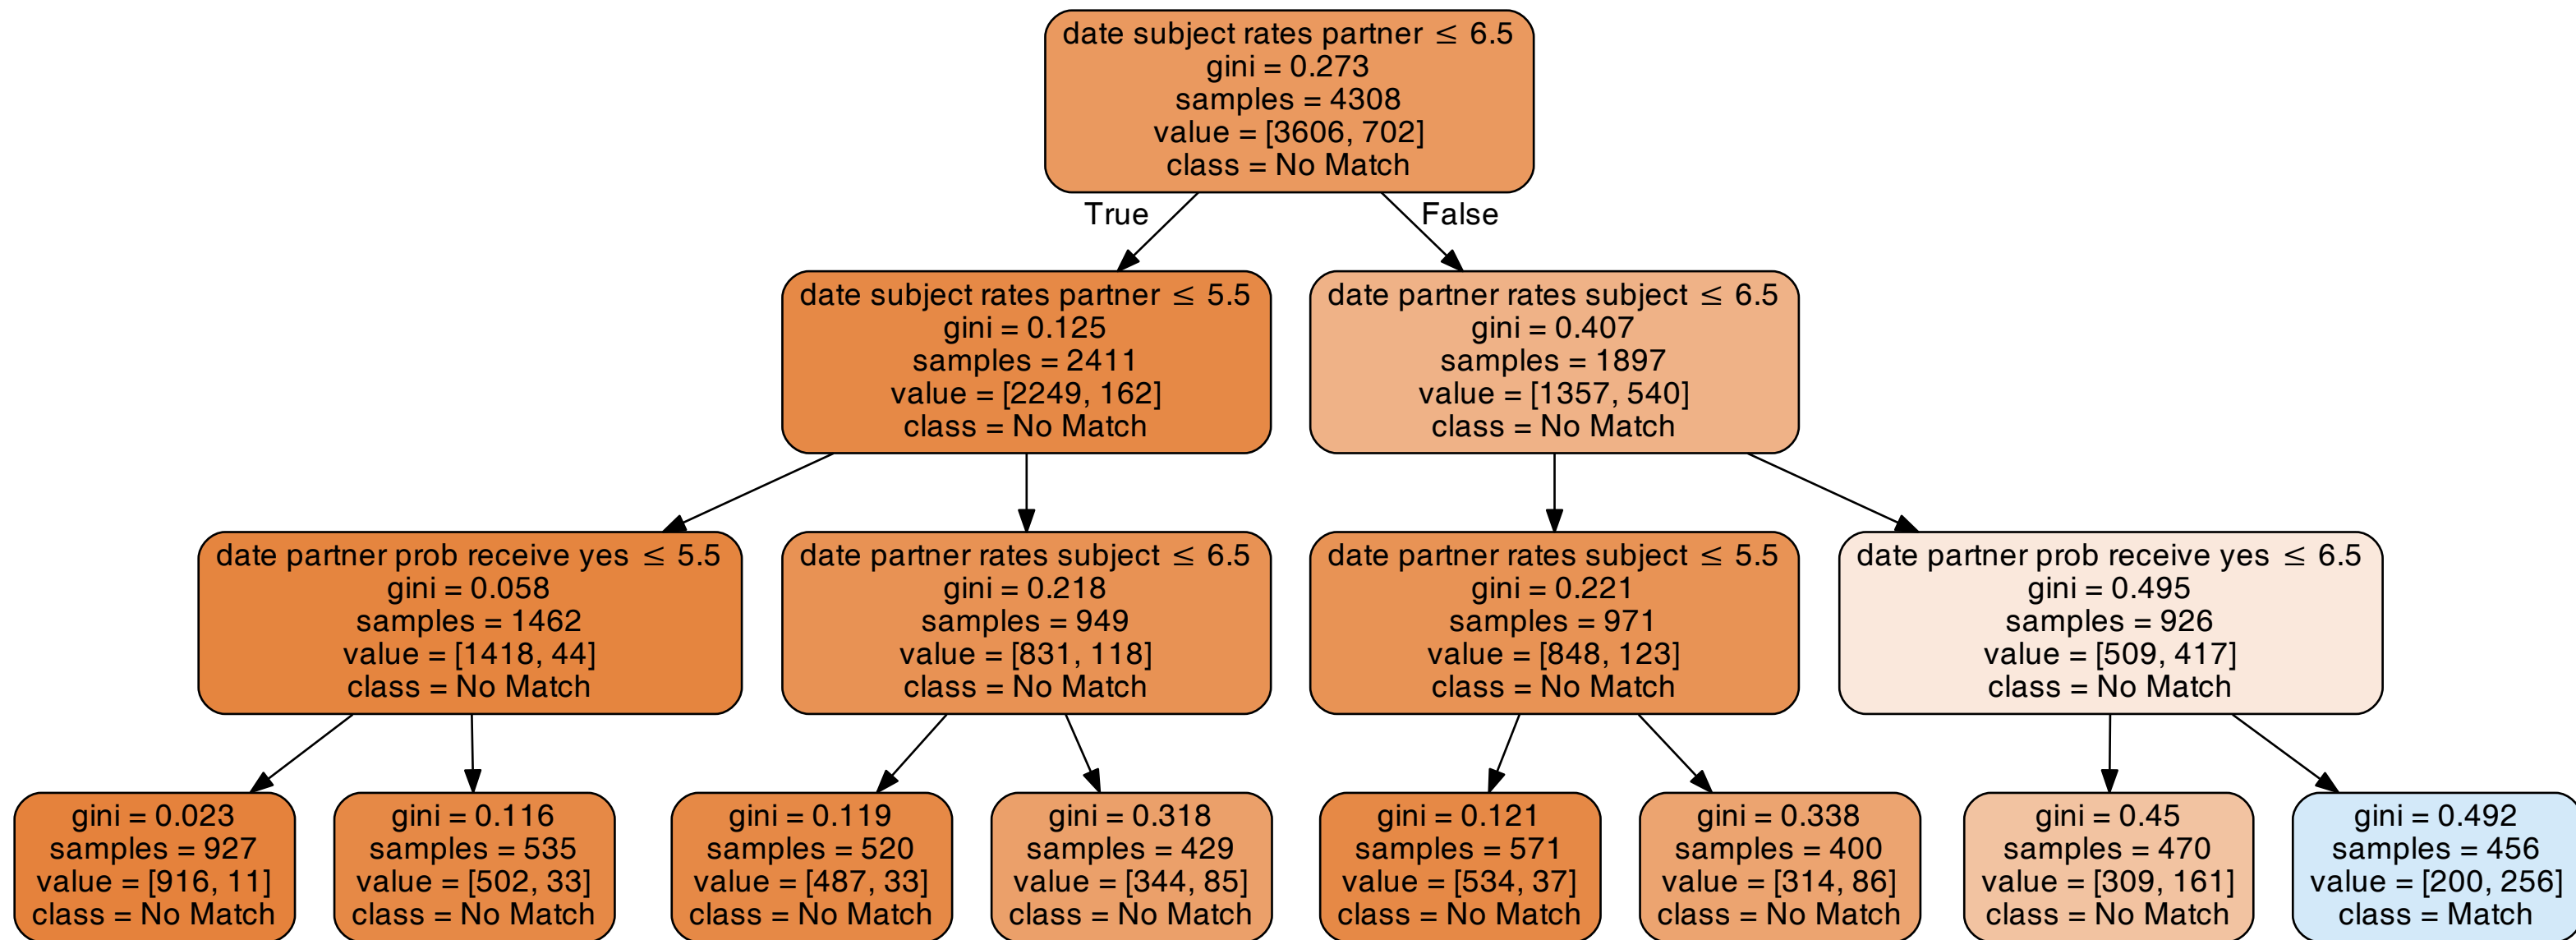 date subject rates partner ≤ 6.5
gini = 0.273
samples = 4308
value = [3606, 702]
class = No Match
True
False
date subject rates partner ≤ 5.5
gini = 0.125
samples = 2411
value = [2249, 162]
class = No Match
date partner rates subject ≤ 6.5
gini = 0.407
samples = 1897
value = [1357, 540]
class = No Match
date partner prob receive yes ≤ 5.5
gini = 0.058
samples = 1462
value = [1418, 44]
class = No Match
date partner rates subject ≤ 6.5
gini = 0.218
samples = 949
value = [831, 118]
class = No Match
date partner rates subject ≤ 5.5
gini = 0.221
samples = 971
value = [848, 123]
class = No Match
date partner prob receive yes ≤ 6.5
gini = 0.495
samples = 926
value = [509, 417]
class = No Match
gini = 0.023
samples = 927
value = [916, 11]
class = No Match
gini = 0.116
samples = 535
value = [502, 33]
class = No Match
gini = 0.119
samples = 520
value = [487, 33]
class = No Match
gini = 0.318
samples = 429
value = [344, 85]
class = No Match
gini = 0.121
samples = 571
value = [534, 37]
class = No Match
gini = 0.338
samples = 400
value = [314, 86]
class = No Match
gini = 0.45
samples = 470
value = [309, 161]
class = No Match
gini = 0.492
samples = 456
value = [200, 256]
class = Match